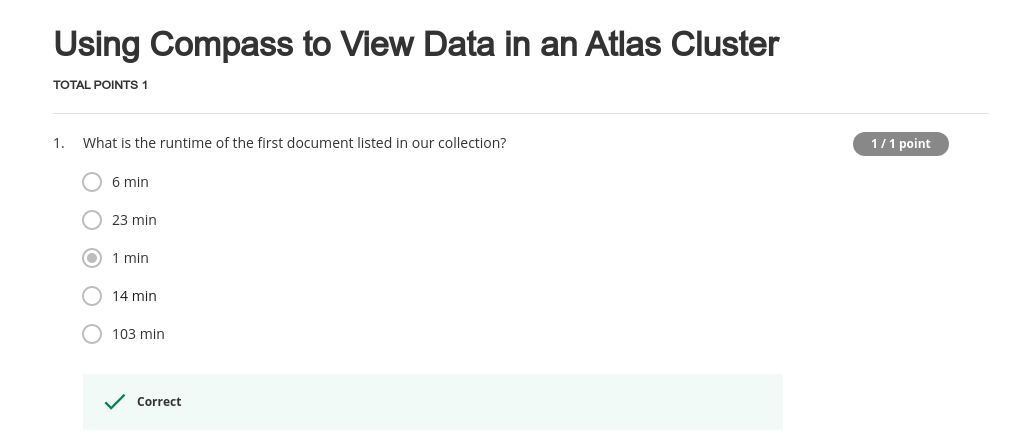 Using Compass to View Data in an Atlas Cluster
TOTAL POINTS 1
1. What is the runtime of the first document listed in our collection? 1 / 1 point
6 min
23 min
1 min
14 min
103 min
Correct